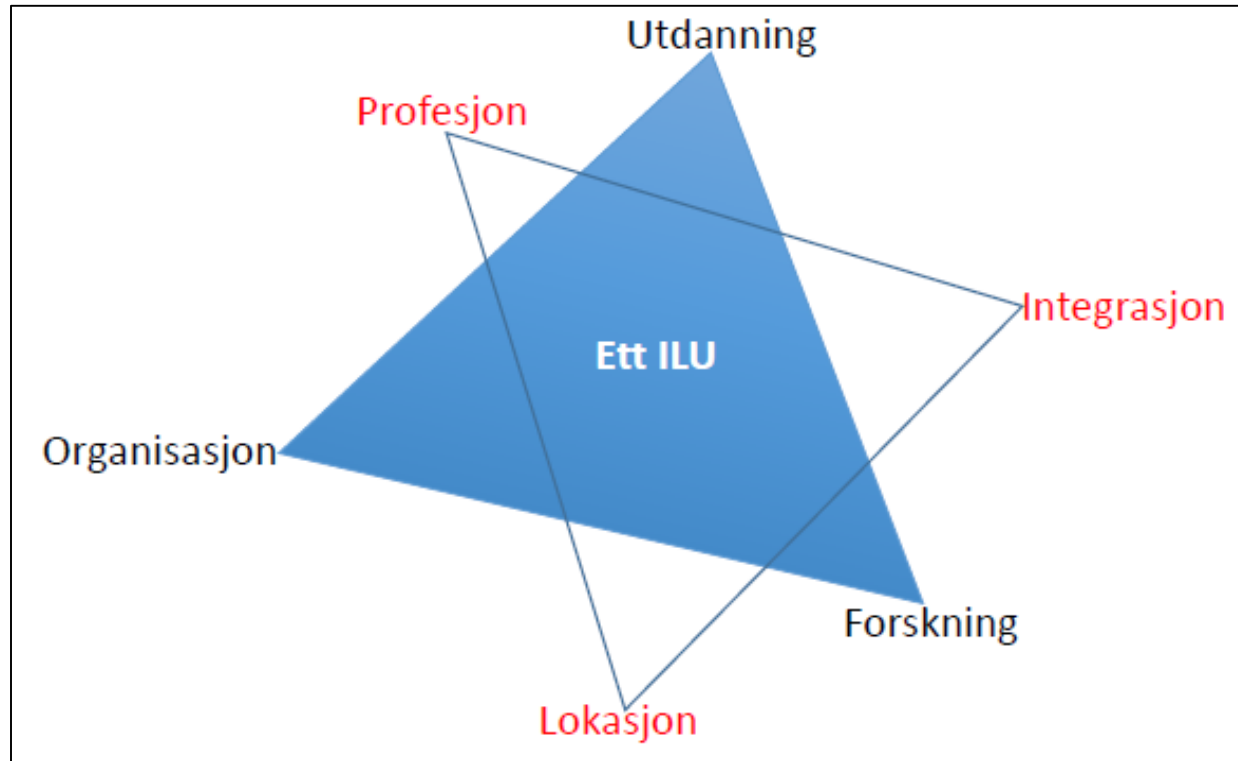 Utdanning
Profesjon
Integrasjon
Ett ILU
Organisasjon
Forskning
Lokasjon